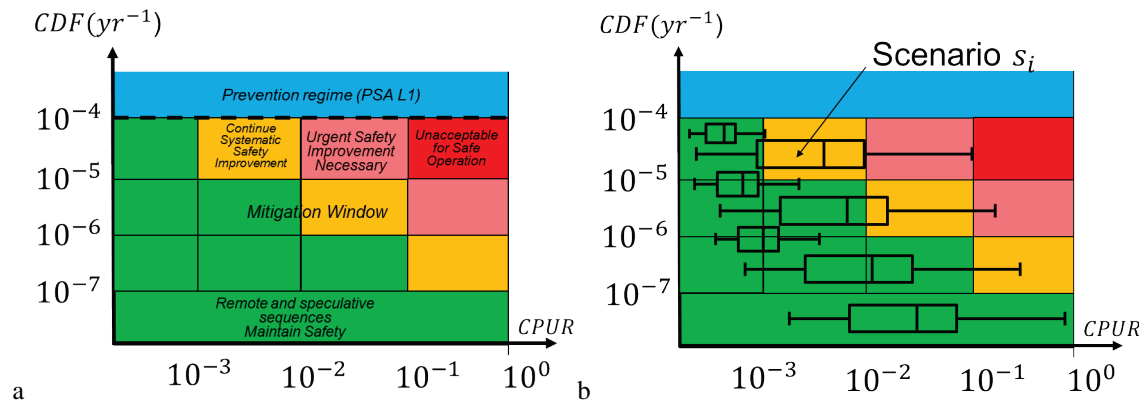 CDF(yr⁻¹)
Prevention regime (PSA L1)
10⁻⁴
Continue
Systematic
Safety
Improvement
Urgent Safety
Improvement
Necessary
Unacceptable
for Safe
Operation
10⁻⁵
Mitigation Window
10⁻⁶
10⁻⁷
Remote and speculative
sequences
Maintain Safety
CPUR
10⁻³
10⁻²
10⁻¹
10⁰
a
CDF(yr⁻¹)
Scenario sᵢ
10⁻⁴
10⁻⁵
10⁻⁶
10⁻⁷
CPUR
10⁻³
10⁻²
10⁻¹
10⁰
b